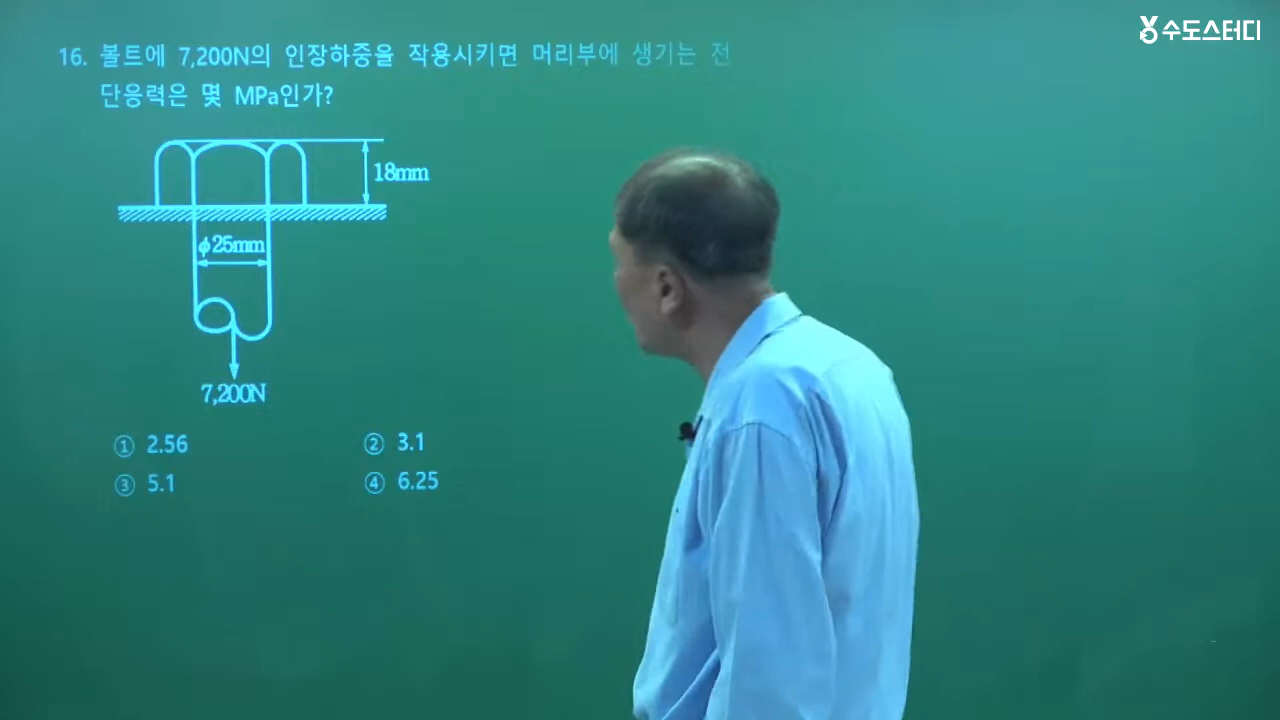 수도스터디
16. 볼트에 7,200N의 인장하중을 작용시키면 머리부에 생기는 전
단응력은 몇 MPa인가?
18mm
ϕ25mm
7,200N
① 2.56 ② 3.1
③ 5.1 ④ 6.25